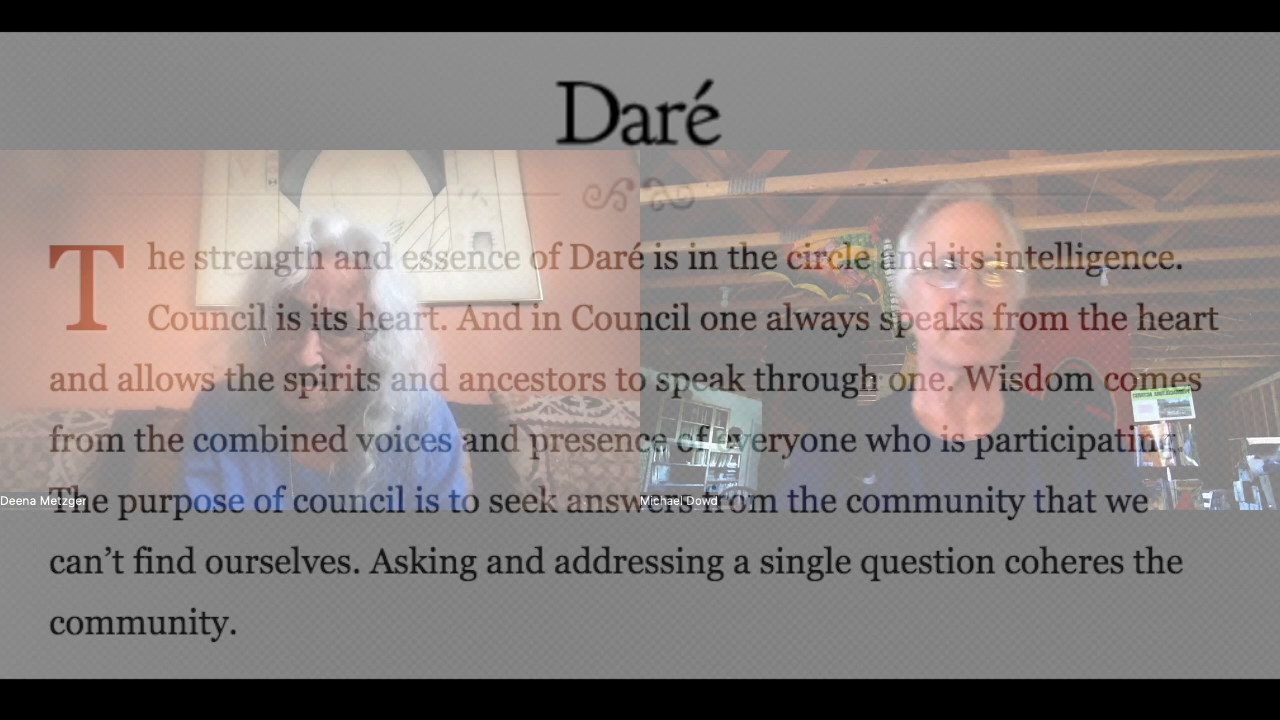 Daré
The strength and essence of Daré is in the circle and its intelligence.
Council is its heart. And in Council one always speaks from the heart
and allows the spirits and ancestors to speak through one. Wisdom comes
from the combined voices and presence of everyone who is participating.
Deena Metzger
Michael Dowd
The purpose of council is to seek answers from the community that we
can’t find ourselves. Asking and addressing a single question coheres the
community.